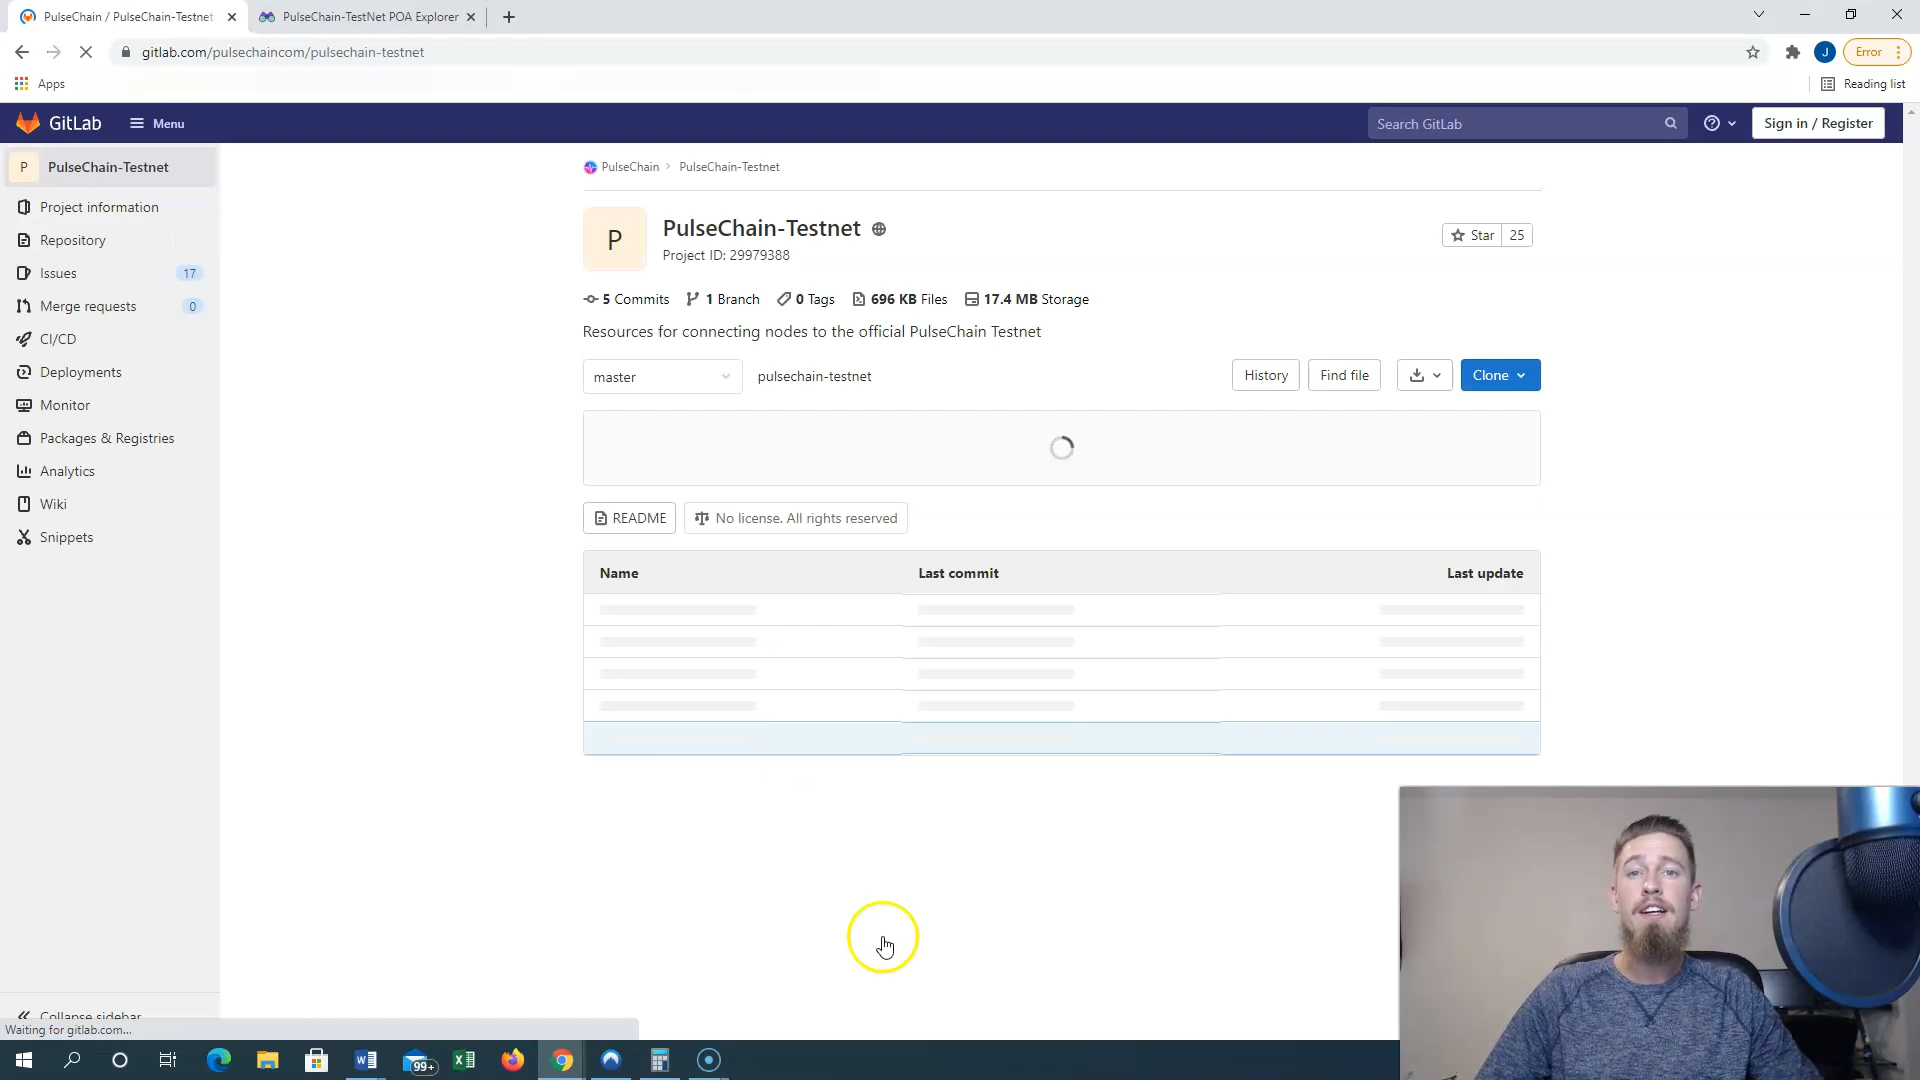 PulseChain / PulseChain-Testnet
PulseChain-TestNet POA Explorer
gitlab.com/pulsechaincom/pulsechain-testnet
J
Error
Apps
Reading list
GitLab
Menu
Search GitLab
Sign in / Register
P PulseChain-Testnet
Project information
Repository
Issues 17
Merge requests 0
CI/CD
Deployments
Monitor
Packages & Registries
Analytics
Wiki
Snippets
Collapse sidebar
Waiting for gitlab.com...
PulseChain > PulseChain-Testnet
P
PulseChain-Testnet
Project ID: 29979388
Star 25
5 Commits 1 Branch 0 Tags 696 KB Files 17.4 MB Storage
Resources for connecting nodes to the official PulseChain Testnet
master pulsechain-testnet History Find file Clone
README No license. All rights reserved
Name Last commit Last update
99+